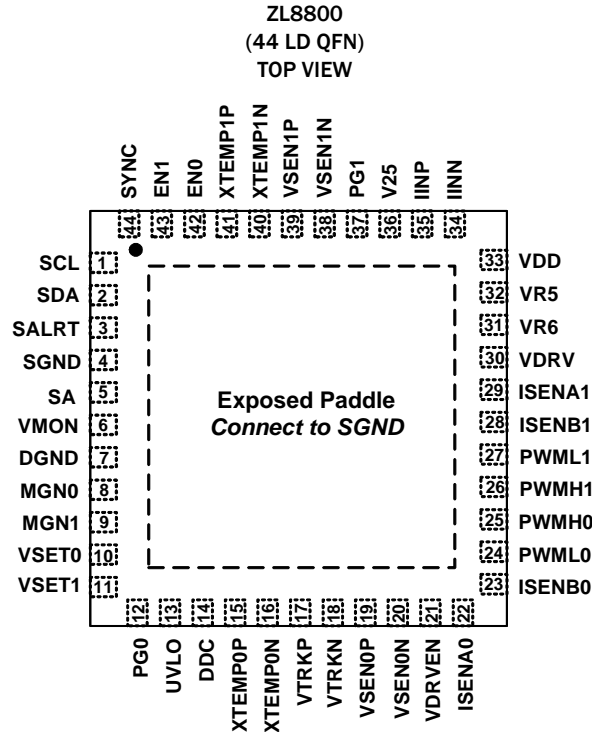 ZL8800
(44 LD QFN)
TOP VIEW
SYNC
EN1
EN0
XTEMP1P
XTEMP1N
VSEN1P
VSEN1N
PG1
V25
IINP
IINN
44
43
42
41
40
39
38
37
36
35
34
SCL 1
SDA 2
SALRT 3
SGND 4
SA 5
VMON 6
DGND 7
MGN0 8
MGN1 9
VSET0 10
VSET1 11
Exposed Paddle
Connect to SGND
33 VDD
32 VR5
31 VR6
30 VDRV
29 ISENA1
28 ISENB1
27 PWML1
26 PWMH1
25 PWMH0
24 PWML0
23 ISENB0
12
13
14
15
16
17
18
19
20
21
22
PG0
UVLO
DDC
XTEMP0P
XTEMP0N
VTRKP
VTRKN
VSEN0P
VSEN0N
VDRVEN
ISENA0